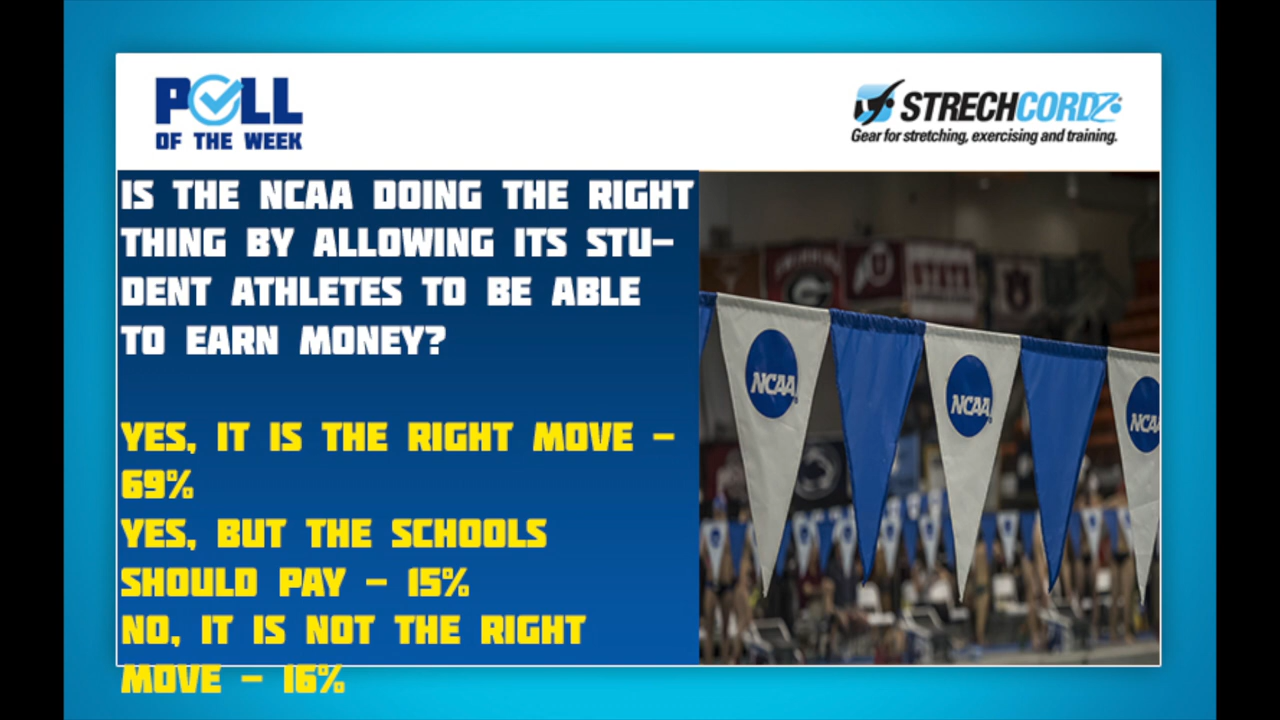 POLL
OF THE WEEK
STRECHCORDZ
Gear for stretching, exercising and training.
IS THE NCAA DOING THE RIGHT
THING BY ALLOWING ITS STU-
DENT ATHLETES TO BE ABLE
TO EARN MONEY?
YES, IT IS THE RIGHT MOVE -
69%
YES, BUT THE SCHOOLS
SHOULD PAY - 15%
NO, IT IS NOT THE RIGHT
MOVE - 16%
G
U
STATE
NCAA
NCAA
NCAA